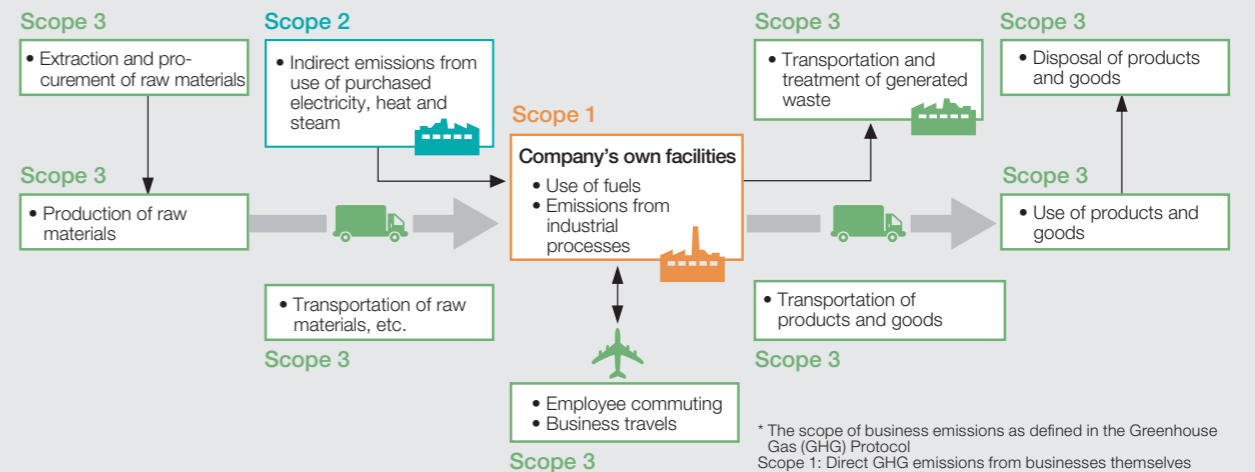 Scope 3
• Extraction and pro-
curement of raw materials
Scope 2
• Indirect emissions from
use of purchased
electricity, heat and
steam
Scope 3
• Transportation and
treatment of generated
waste
Scope 3
• Disposal of products
and goods
Scope 1
Company's own facilities
• Use of fuels
• Emissions from
industrial
processes
Scope 3
• Production of raw
materials
Scope 3
• Use of products and
goods
• Transportation of raw
materials, etc.
Scope 3
• Transportation of
products and goods
Scope 3
• Employee commuting
• Business travels
Scope 3
* The scope of business emissions as defined in the Greenhouse
Gas (GHG) Protocol
Scope 1: Direct GHG emissions from businesses themselves